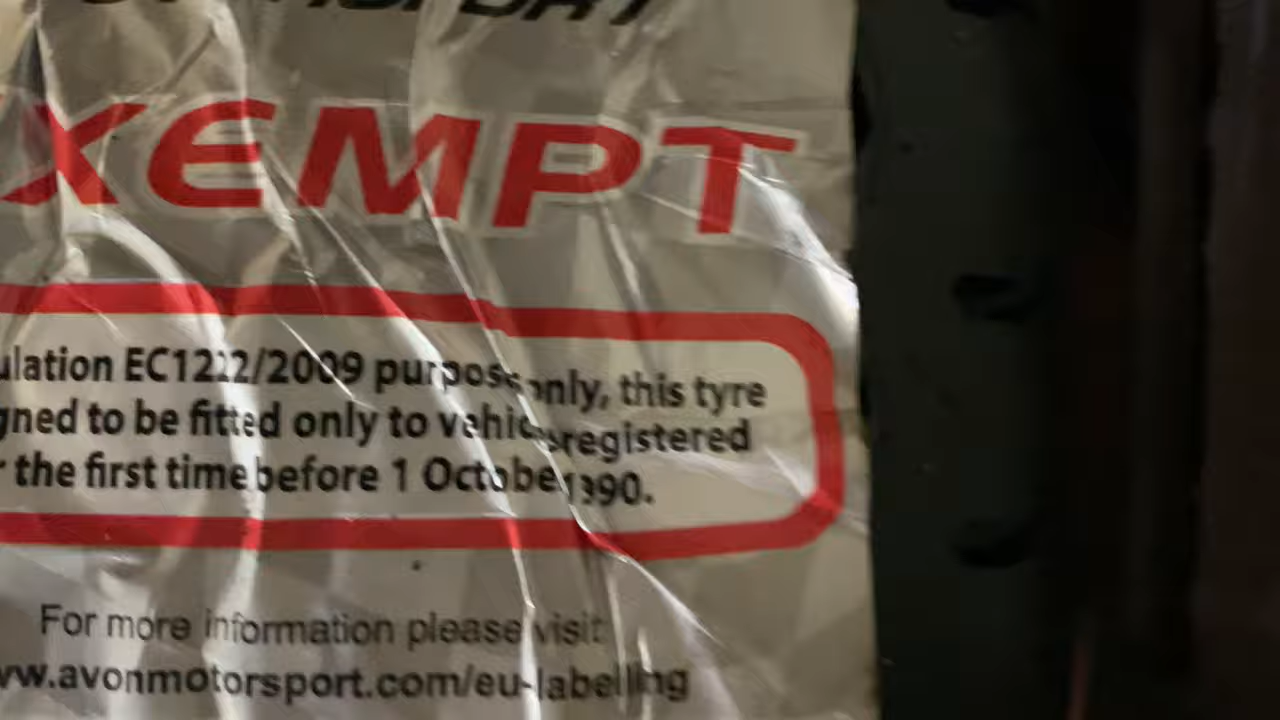 XEMPT
ulation EC1222/2009 purposes only, this tyre
gned to be fitted only to vehicles registered
r the first time before 1 October 1990.
For more information please visit:
ww.avonmotorsport.com/eu-labelling